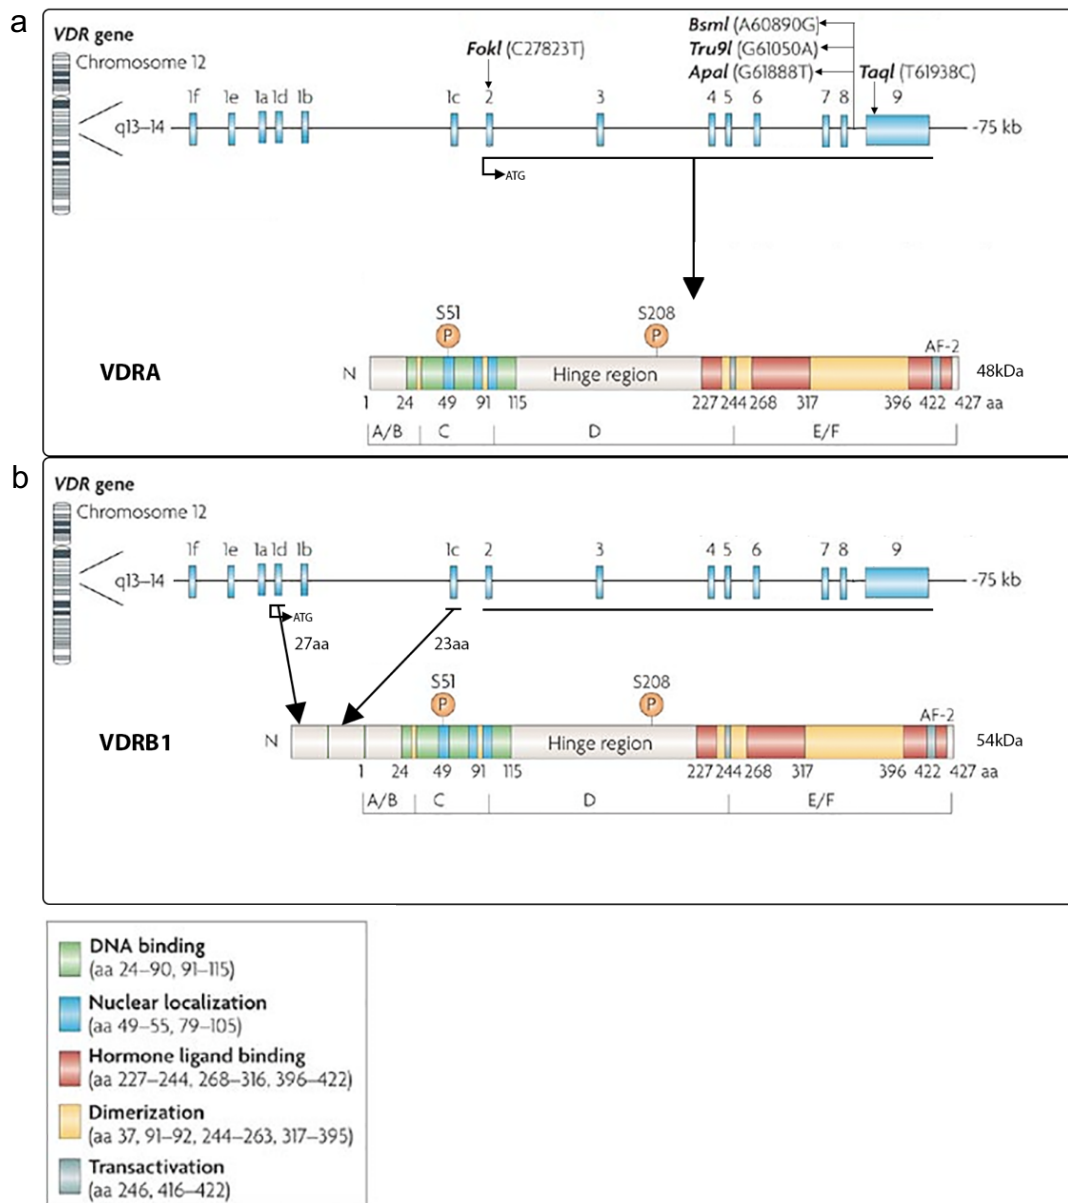 a
VDR gene
Chromosome 12
q13–14
FokI (C27823T)
BsmI (A60890G)
Tru9I (G61050A)
ApaI (G61888T)
TaqI (T61938C)
1f 1e 1a 1d 1b 1c 2 3 4 5 6 7 8 9
-75 kb
ATG
S51 S208
P P
AF-2
VDRA
N
Hinge region
48kDa
1 24 49 91 115 227 244 268 317 396 422 427 aa
A/B C D E/F
b
VDR gene
Chromosome 12
1f 1e 1a 1d 1b 1c 2 3 4 5 6 7 8 9
q13–14
-75 kb
ATG
27aa 23aa
S51 S208
P P
AF-2
VDRB1
N
Hinge region
54kDa
1 24 49 91 115 227 244 268 317 396 422 427 aa
A/B C D E/F
DNA binding
(aa 24–90, 91–115)
Nuclear localization
(aa 49–55, 79–105)
Hormone ligand binding
(aa 227–244, 268–316, 396–422)
Dimerization
(aa 37, 91–92, 244–263, 317–395)
Transactivation
(aa 246, 416–422)